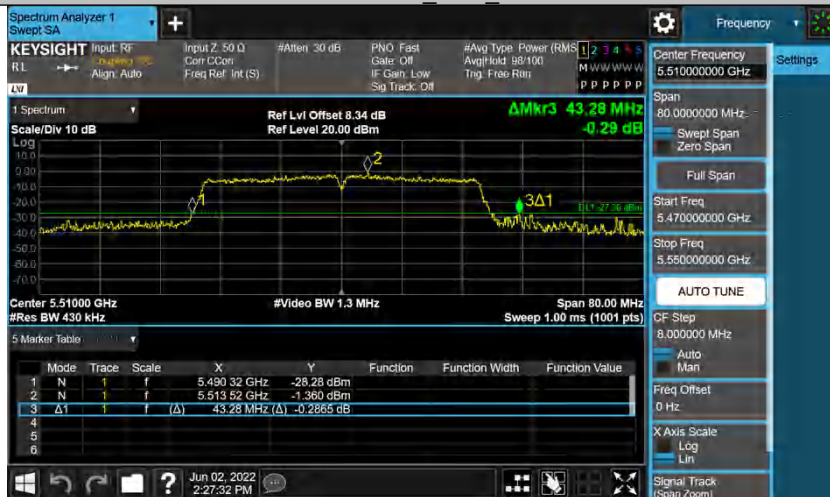 Spectrum Analyzer 1
Swept SA
Frequency
KEYSIGHT
RL
LXI
Input: RF
Align: Auto
Input Z: 50 Ω
Corr CCorr
Freq Ref: Int (S)
#Atten: 30 dB
PNO: Fast
Gate: Off
IF Gain: Low
Sig Track: Off
#Avg Type: Power (RMS
Avg|Hold: 98/100
Trig: Free Run
1 2 3 4 5
M W W W W W
P P P P P P
Center Frequency
5.510000000 GHz
Settings
1 Spectrum
Scale/Div 10 dB
Log
Ref Lvl Offset 8.34 dB
Ref Level 20.00 dBm
ΔMkr3 43.28 MHz
-0.29 dB
10.0
0.00
-10.0
-20.0
-30.0
-40.0
-50.0
-60.0
-70.0
2
1
3Δ1
Span
80.0000000 MHz
Swept Span
Zero Span
Full Span
Start Freq
5.470000000 GHz
Stop Freq
5.550000000 GHz
AUTO TUNE
Center 5.51000 GHz
#Res BW 430 kHz
#Video BW 1.3 MHz
Span 80.00 MHz
Sweep 1.00 ms (1001 pts)
CF Step
8.000000 MHz
Auto
Man
Freq Offset
0 Hz
X Axis Scale
Log
Lin
Signal Track
(Span Zoom)
5 Marker Table
Mode Trace Scale X Y Function Function Width Function Value
1 N 1 f 5.490 32 GHz -28.28 dBm
2 N 1 f 5.513 52 GHz -1.360 dBm
3 Δ1 1 f (Δ) 43.28 MHz (Δ) -0.2865 dB
4
5
6
?
Jun 02, 2022
2:27:32 PM